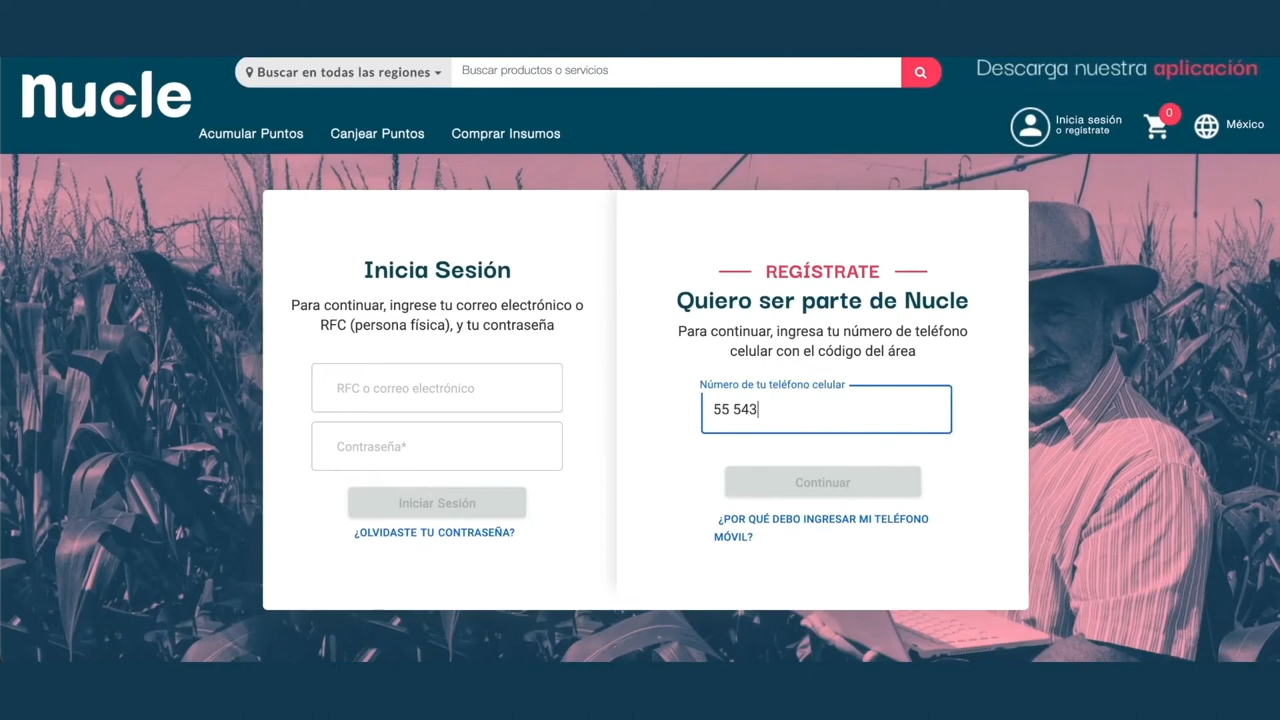 nucle
Buscar en todas las regiones
Buscar productos o servicios
Descarga nuestra aplicación
Acumular Puntos
Canjear Puntos
Comprar Insumos
Inicia sesión
o regístrate
0
México
Inicia Sesión
Para continuar, ingrese tu correo electrónico o
RFC (persona física), y tu contraseña
RFC o correo electrónico
Contraseña*
Iniciar Sesión
¿OLVIDASTE TU CONTRASEÑA?
REGÍSTRATE
Quiero ser parte de Nucle
Para continuar, ingresa tu número de teléfono
celular con el código del área
Número de tu teléfono celular
55 543
Continuar
¿POR QUÉ DEBO INGRESAR MI TELÉFONO
MÓVIL?